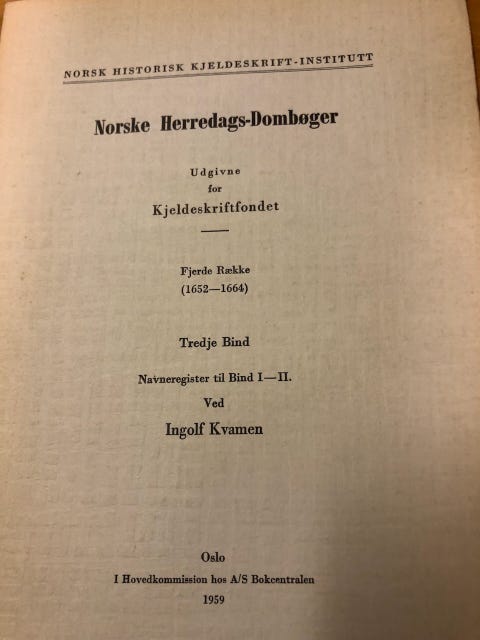 NORSK HISTORISK KJELDESKRIFT-INSTITUTT
Norske Herredags-Dombøger
Udgivne
for
Kjeldeskriftfondet
Fjerde Række
(1652—1664)
Tredje Bind
Navneregister til Bind I—II.
Ved
Ingolf Kvamen
Oslo
I Hovedkommission hos A/S Bokcentralen
1959